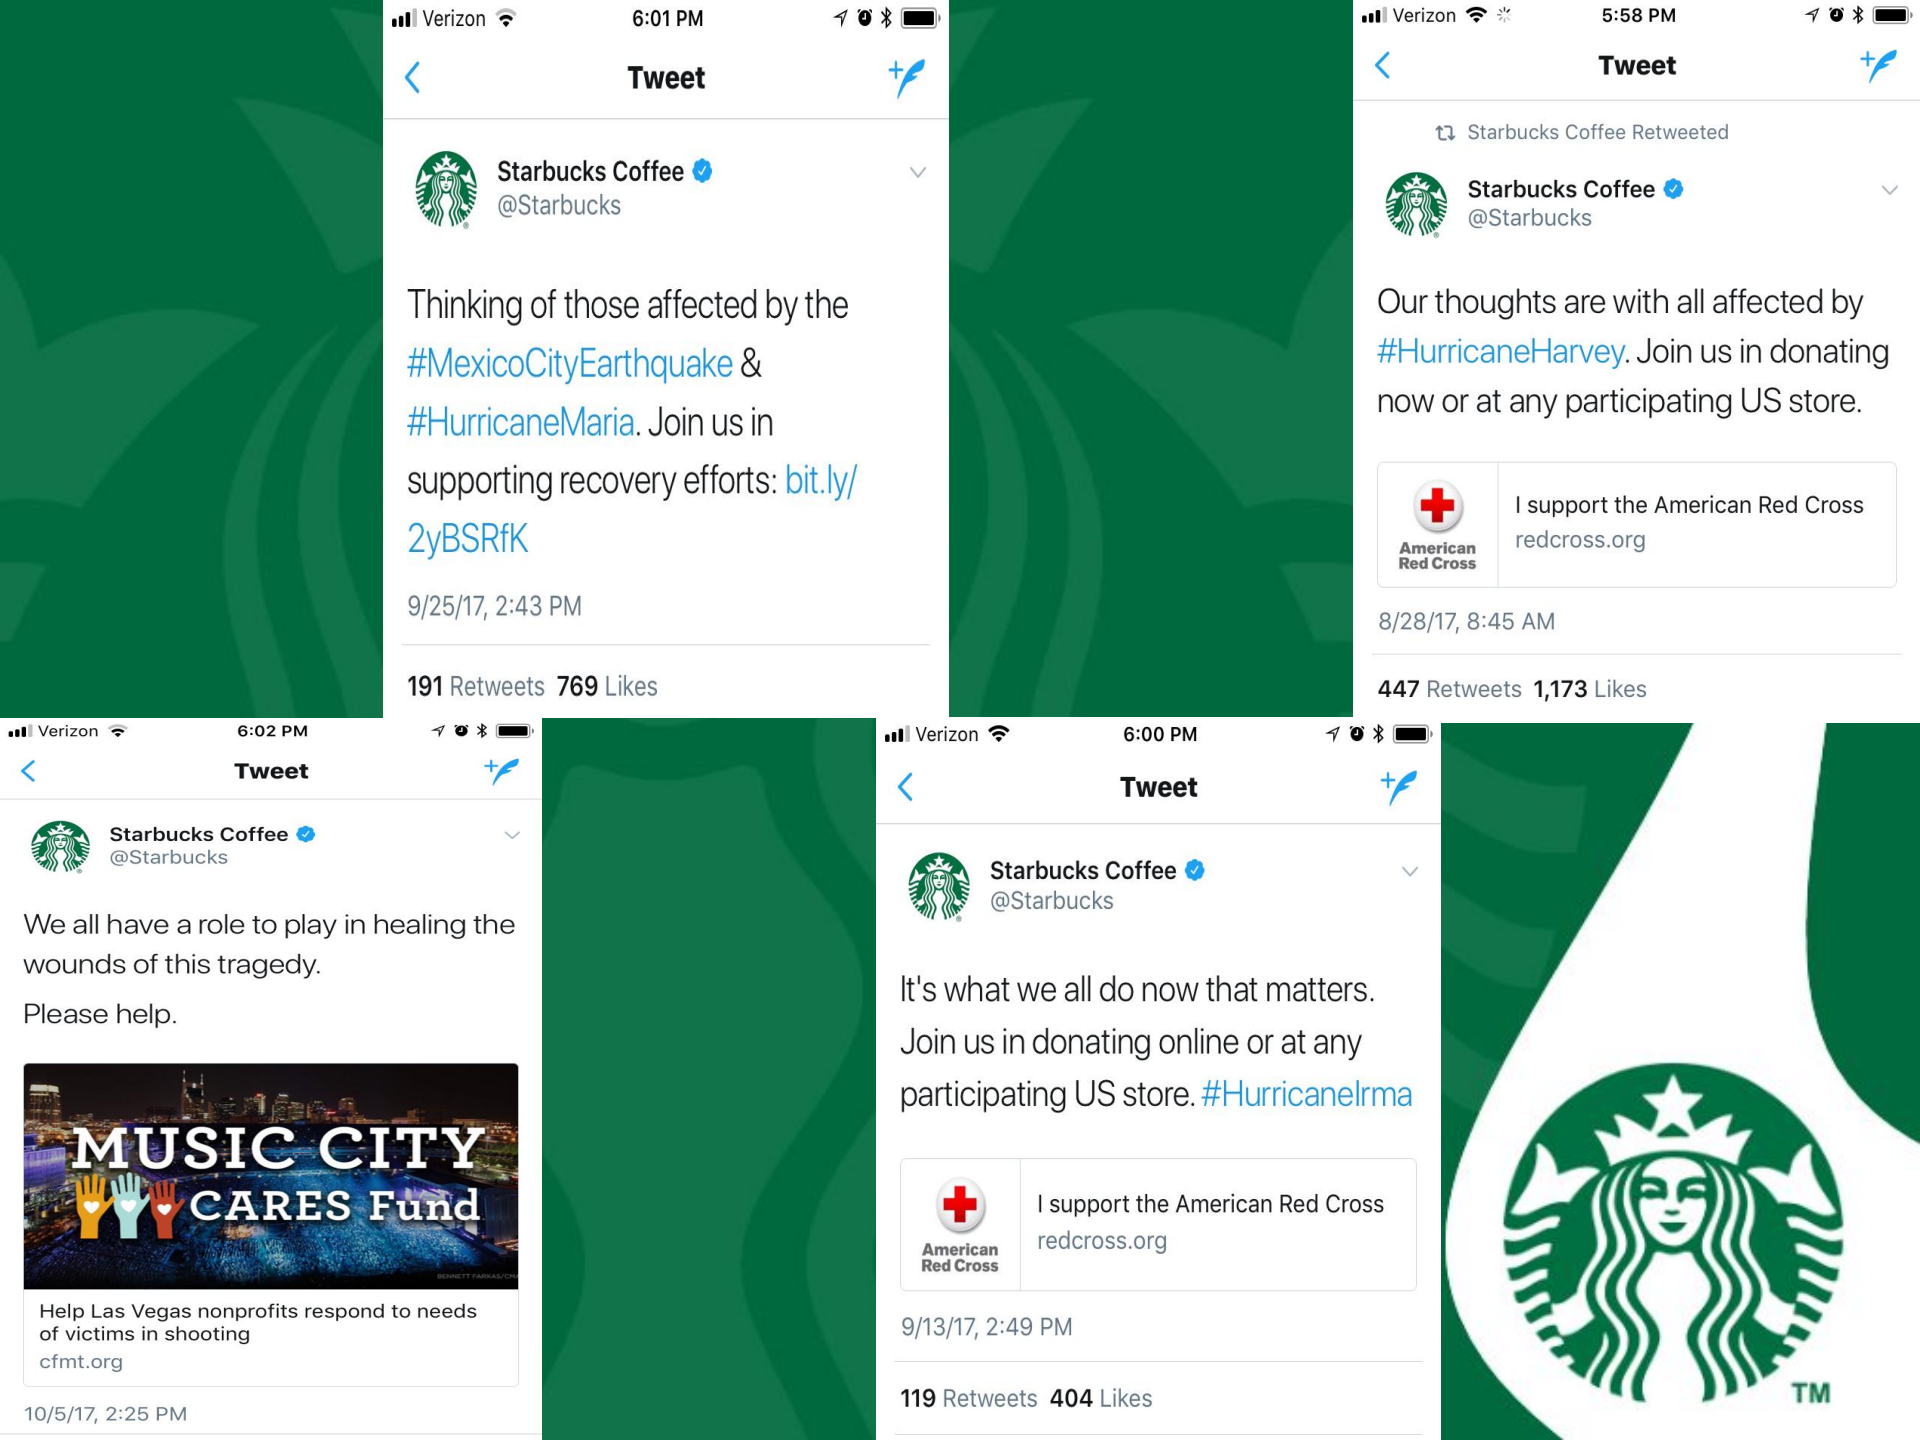 Verizon 6:01 PM
Tweet
Starbucks Coffee
@Starbucks
Thinking of those affected by the
#MexicoCityEarthquake &
#HurricaneMaria. Join us in
supporting recovery efforts: bit.ly/
2yBSRfK
9/25/17, 2:43 PM
191 Retweets 769 Likes
Verizon 5:58 PM
Tweet
Starbucks Coffee Retweeted
Starbucks Coffee
@Starbucks
Our thoughts are with all affected by
#HurricaneHarvey. Join us in donating
now or at any participating US store.
American
Red Cross
I support the American Red Cross
redcross.org
8/28/17, 8:45 AM
447 Retweets 1,173 Likes
Verizon 6:02 PM
Tweet
Starbucks Coffee
@Starbucks
We all have a role to play in healing the
wounds of this tragedy.
Please help.
MUSIC CITY
CARES Fund
BENNETT FARKAS/CMA
Help Las Vegas nonprofits respond to needs
of victims in shooting
cfmt.org
10/5/17, 2:25 PM
Verizon 6:00 PM
Tweet
Starbucks Coffee
@Starbucks
It's what we all do now that matters.
Join us in donating online or at any
participating US store. #HurricaneIrma
American
Red Cross
I support the American Red Cross
redcross.org
9/13/17, 2:49 PM
119 Retweets 404 Likes
TM